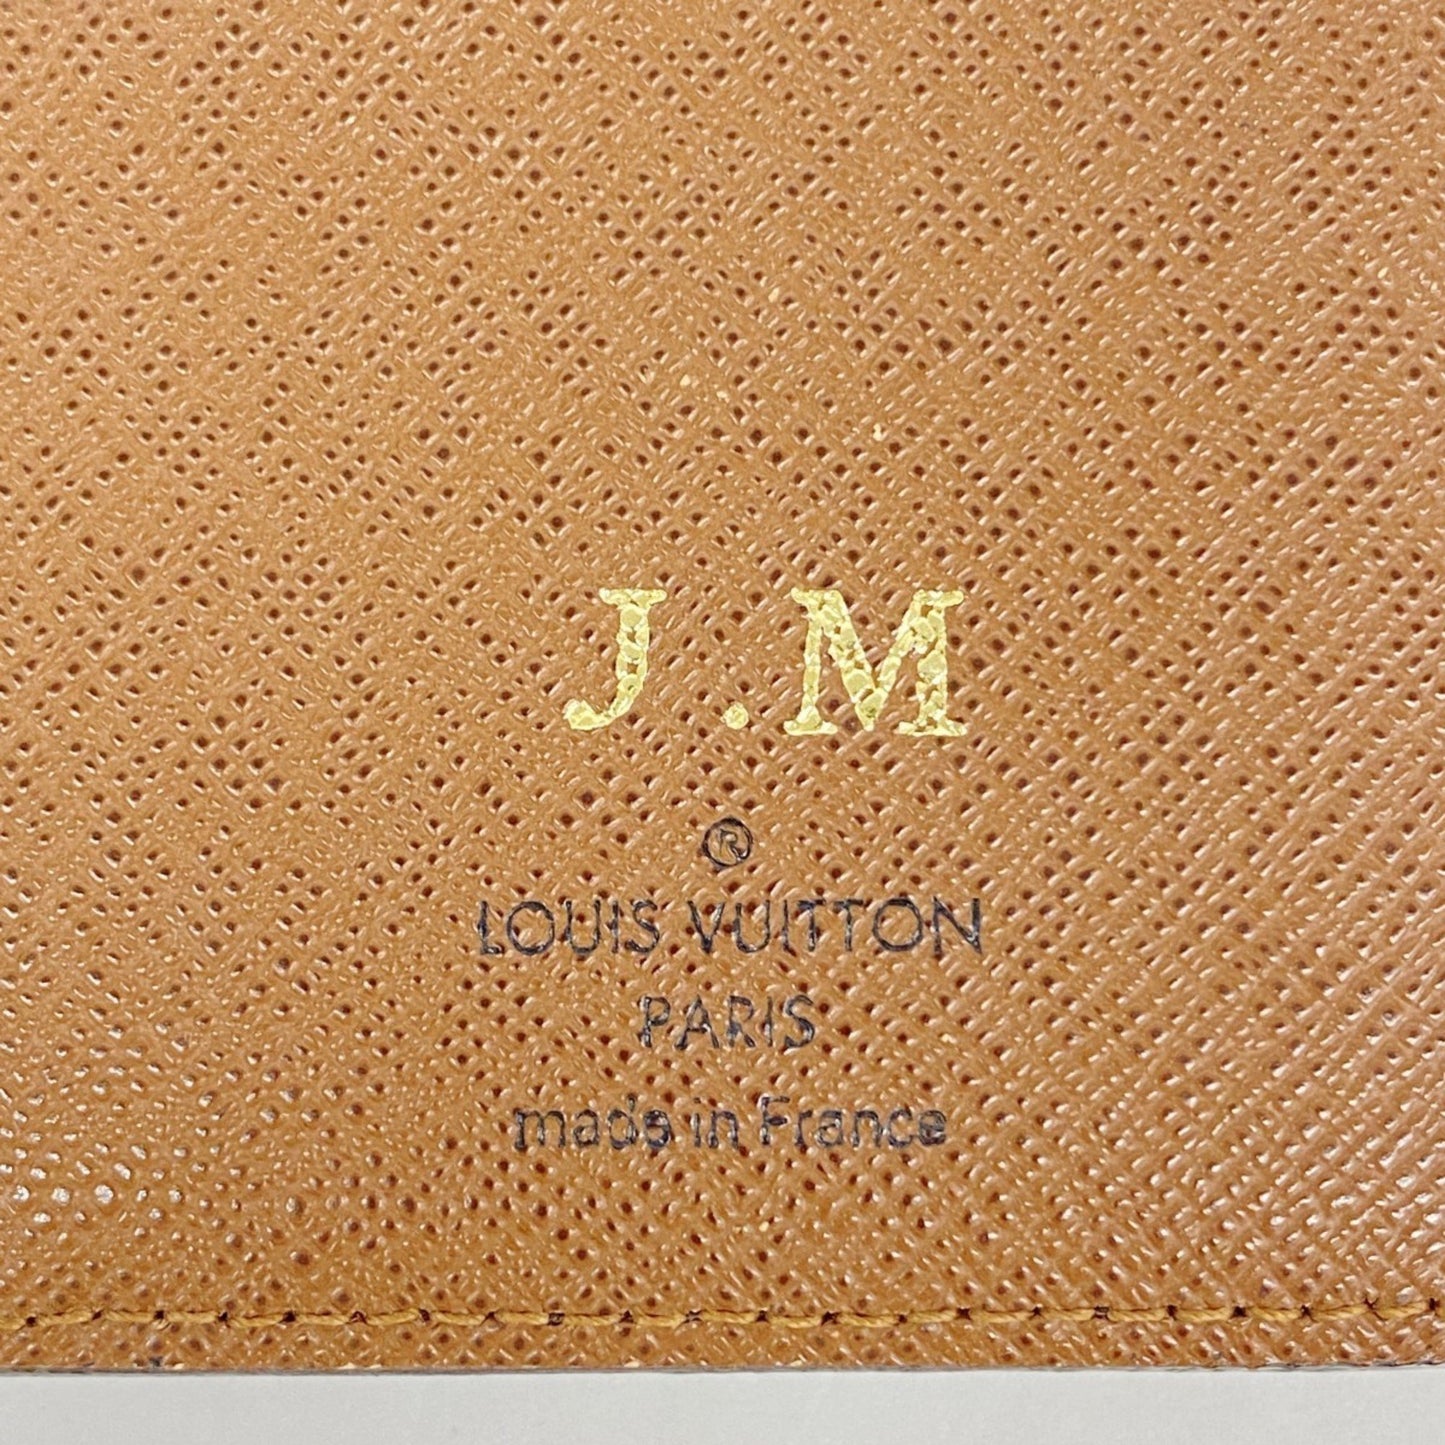 J.M
®
LOUIS VUITTON
PARIS
made in France